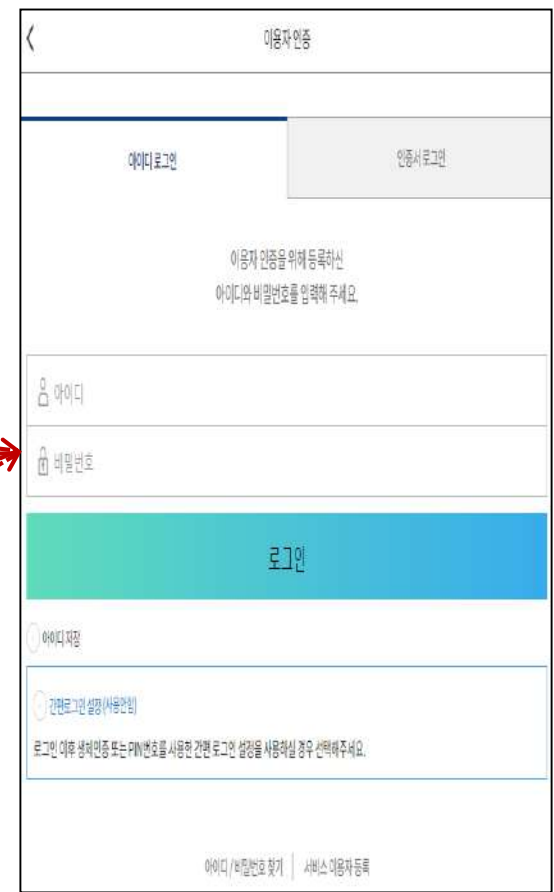 이용자 인증
아이디 로그인
인증서 로그인
이용자 인증을 위해 등록하신
아이디와 비밀번호를 입력해 주세요.
아이디
비밀번호
로그인
아이디 저장
간편로그인 설정(사용안함)
로그인 이후 생체인증 또는 PIN번호를 사용한 간편 로그인 설정을 사용하실 경우 선택해주세요.
아이디 / 비밀번호 찾기 | 서비스 이용자 등록